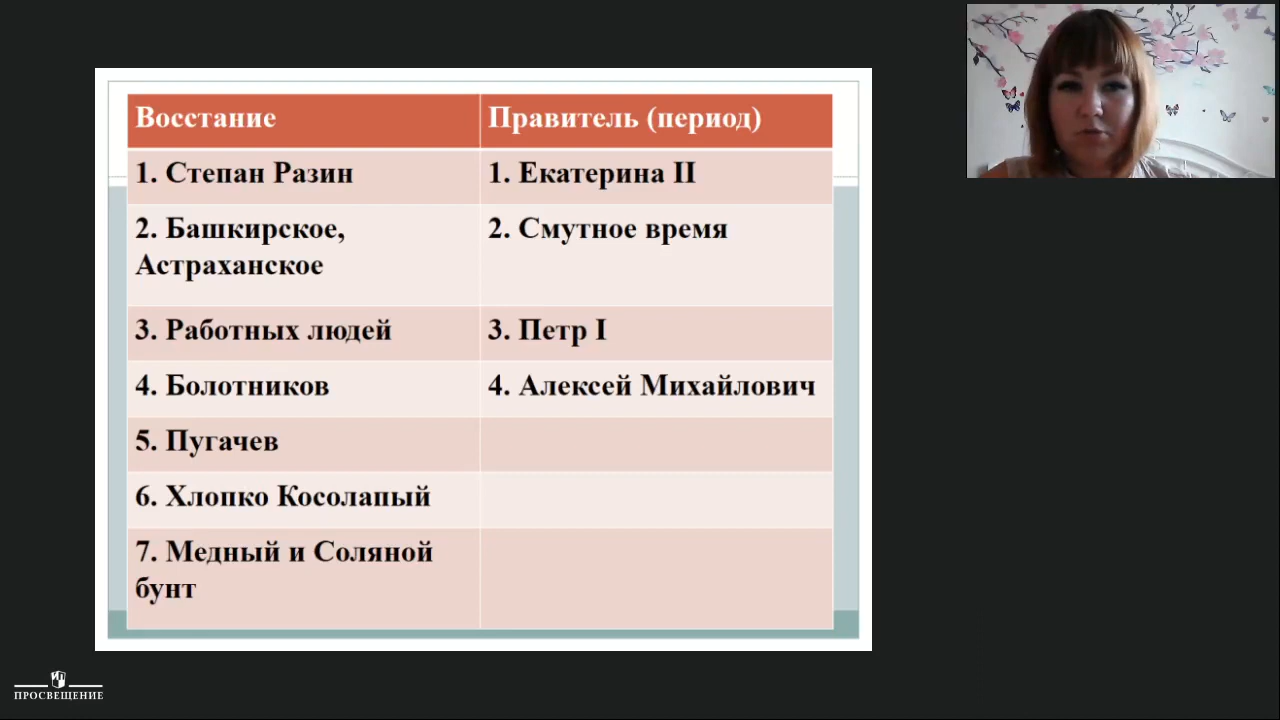 Восстание
Правитель (период)
1. Степан Разин
1. Екатерина II
2. Башкирское,
Астраханское
2. Смутное время
3. Работных людей
3. Петр I
4. Болотников
4. Алексей Михайлович
5. Пугачев
6. Хлопко Косолапый
7. Медный и Соляной
бунт
ПРОСВЕЩЕНИЕ